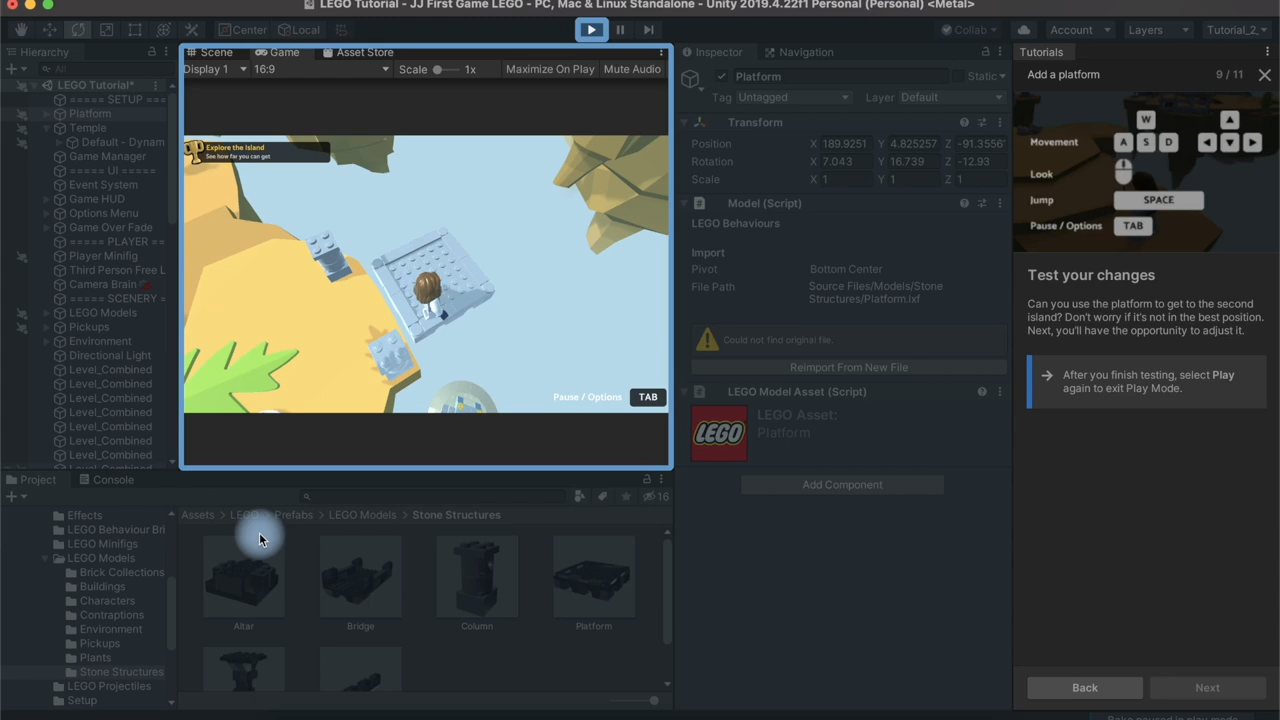 LEGO Tutorial - JJ First Game LEGO - PC, Mac & Linux Standalone - Unity 2019.4.22f1 Personal (Personal) <Metal>
Center
Local
Collab
Account
Layers
Tutorial_2_
Hierarchy
All
LEGO Tutorial*
===== SETUP ===
Platform
Temple
Default - Dynam
Game Manager
===== UI =====
Event System
Game HUD
Options Menu
Game Over Fade
===== PLAYER ==
Player Minifig
Third Person Free L
Camera Brain
===== SCENERY =
LEGO Models
Pickups
Environment
Directional Light
Level_Combined
Level_Combined
Level_Combined
Level_Combined
Level_Combined
Level_Combined
Level_Combined
Level_Combined
Scene
Game
Asset Store
Display 1
16:9
Scale
1x
Maximize On Play
Mute Audio
Explore the Island
See how far you can get
Pause / Options
TAB
Inspector
Navigation
Platform
Static
Tag
Untagged
Layer
Default
Transform
Position
X 189.9251
Y 4.825257
Z -91.3556
Rotation
X 7.043
Y 16.739
Z -12.93
Scale
X 1
Y 1
Z 1
Model (Script)
LEGO Behaviours
Import
Pivot
Bottom Center
File Path
Source Files/Models/Stone
Structures/Platform.lxf
Could not find original file.
Reimport From New File
LEGO Model Asset (Script)
LEGO
LEGO Asset:
Platform
Add Component
Tutorials
Add a platform
9 / 11
Movement
W
A
S
D
Look
Jump
SPACE
Pause / Options
TAB
Test your changes
Can you use the platform to get to the second
island? Don't worry if it's not in the best position.
Next, you'll have the opportunity to adjust it.
After you finish testing, select Play
again to exit Play Mode.
Back
Next
Project
Console
16
Effects
LEGO Behaviour Bri
LEGO Minifigs
LEGO Models
Brick Collections
Buildings
Characters
Contraptions
Environment
Pickups
Plants
Stone Structures
LEGO Projectiles
Setup
Assets > LEGO > Prefabs > LEGO Models > Stone Structures
Altar
Bridge
Column
Platform